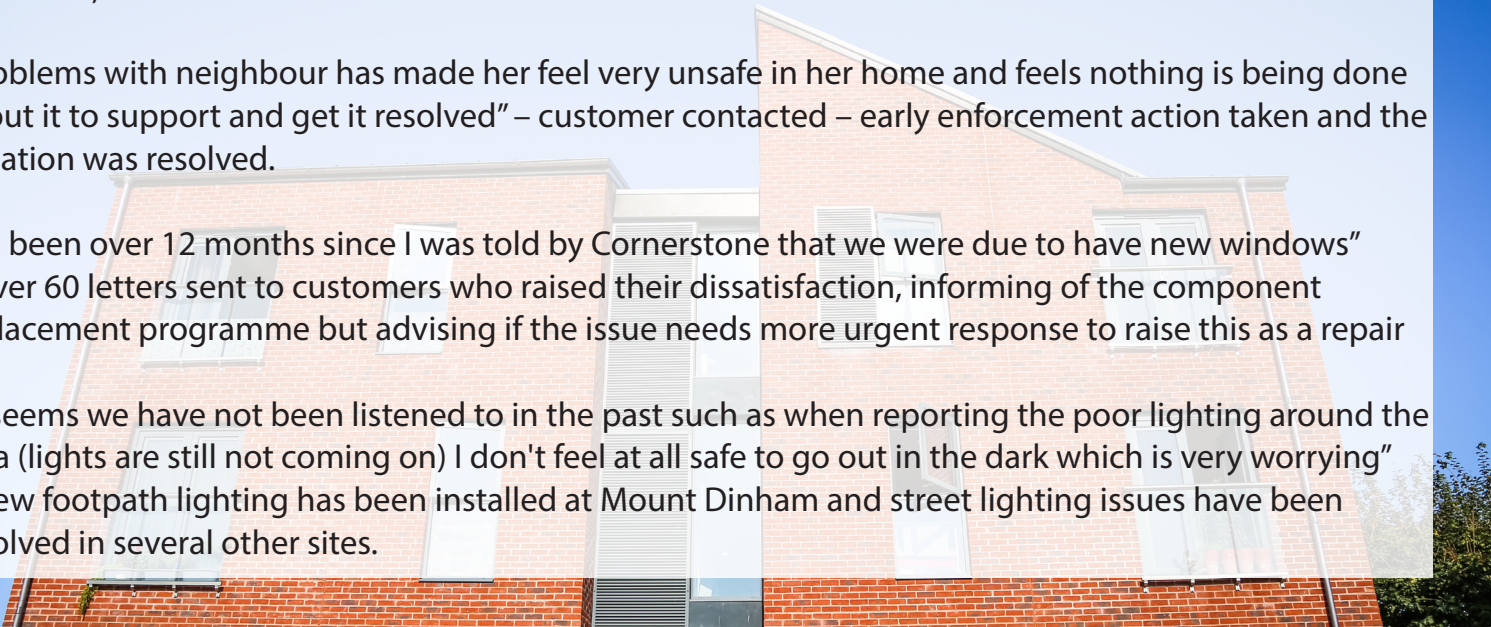 oblems with neighbour has made her feel very unsafe in her home and feels nothing is being done
out it to support and get it resolved” – customer contacted – early enforcement action taken and the
ation was resolved.
been over 12 months since I was told by Cornerstone that we were due to have new windows”
ver 60 letters sent to customers who raised their dissatisfaction, informing of the component
lacement programme but advising if the issue needs more urgent response to raise this as a repair
seems we have not been listened to in the past such as when reporting the poor lighting around the
a (lights are still not coming on) I don't feel at all safe to go out in the dark which is very worrying”
ew footpath lighting has been installed at Mount Dinham and street lighting issues have been
olved in several other sites.